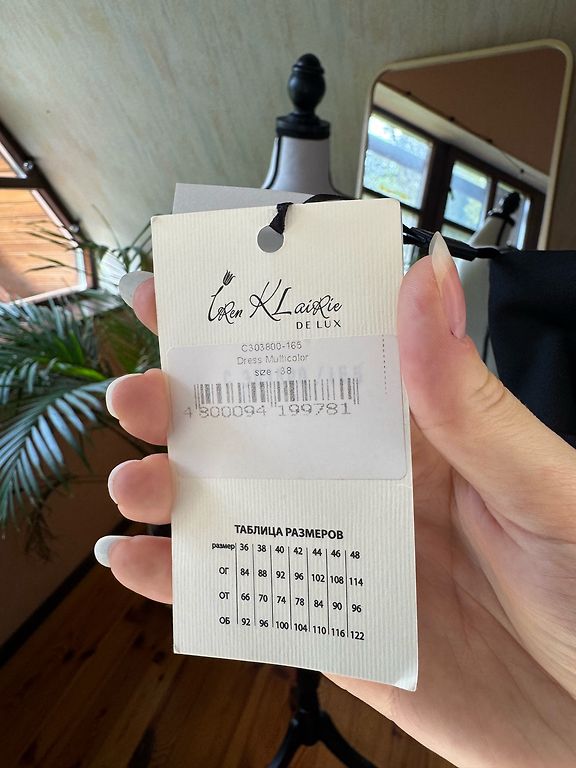 Iren KLaiRie
DE LUX
C303800-165
Dress Multicolor
size - 38
4 800094 199781
ТАБЛИЦА РАЗМЕРОВ
размер 36 38 40 42 44 46 48
ОГ 84 88 92 96 102 108 114
ОТ 66 70 74 78 84 90 96
ОБ 92 96 100 104 110 116 122